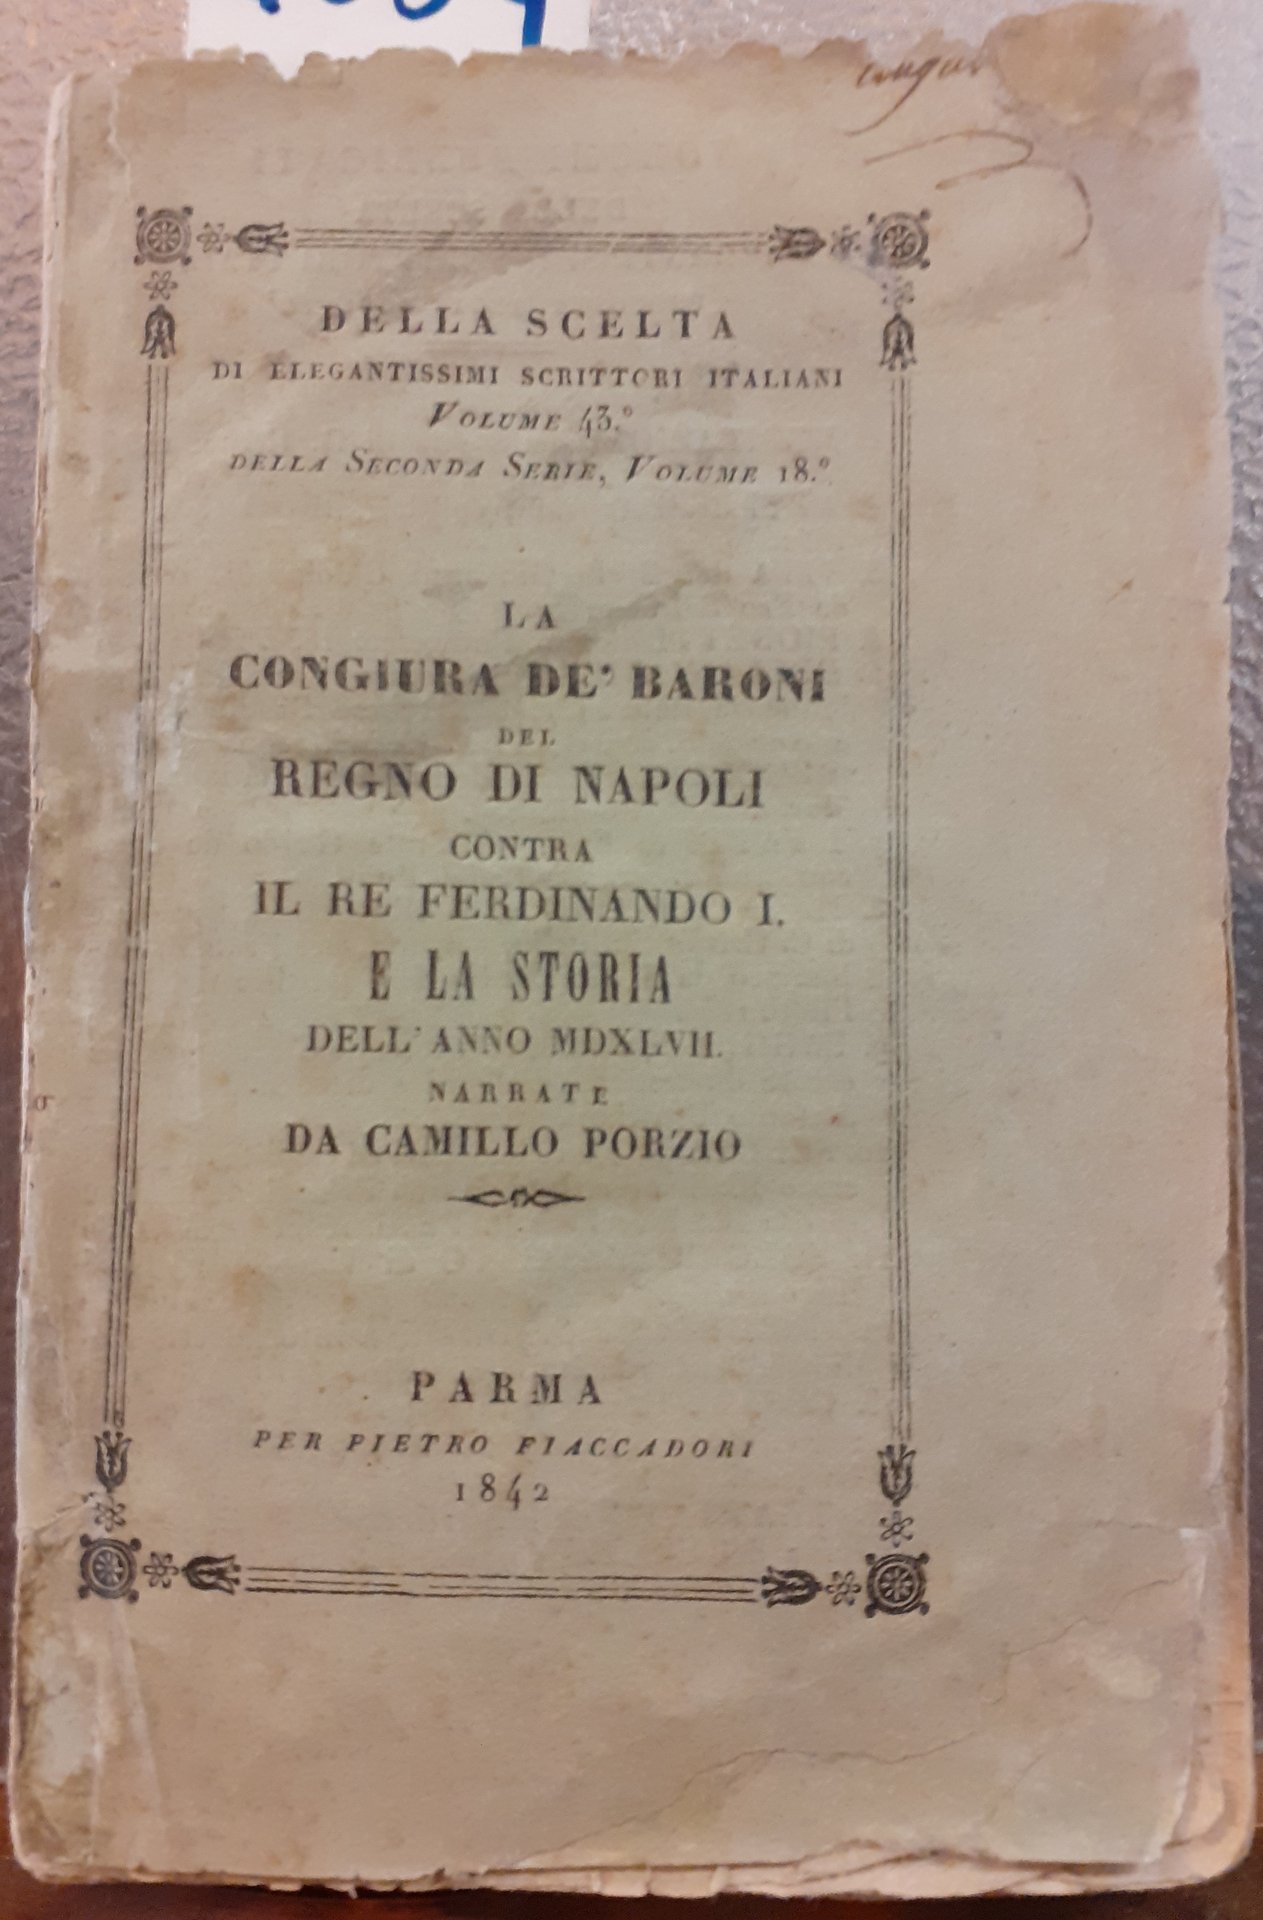 DELLA SCELTA
DI ELEGANTISSIMI SCRITTORI ITALIANI
VOLUME 43.º
DELLA SECONDA SERIE, VOLUME 18.º
LA
CONGIURA DE' BARONI
DEL
REGNO DI NAPOLI
CONTRA
IL RE FERDINANDO I.
E LA STORIA
DELL' ANNO MDXLVII.
NARRATE
DA CAMILLO PORZIO
PARMA
PER PIETRO FIACCADORI
1842